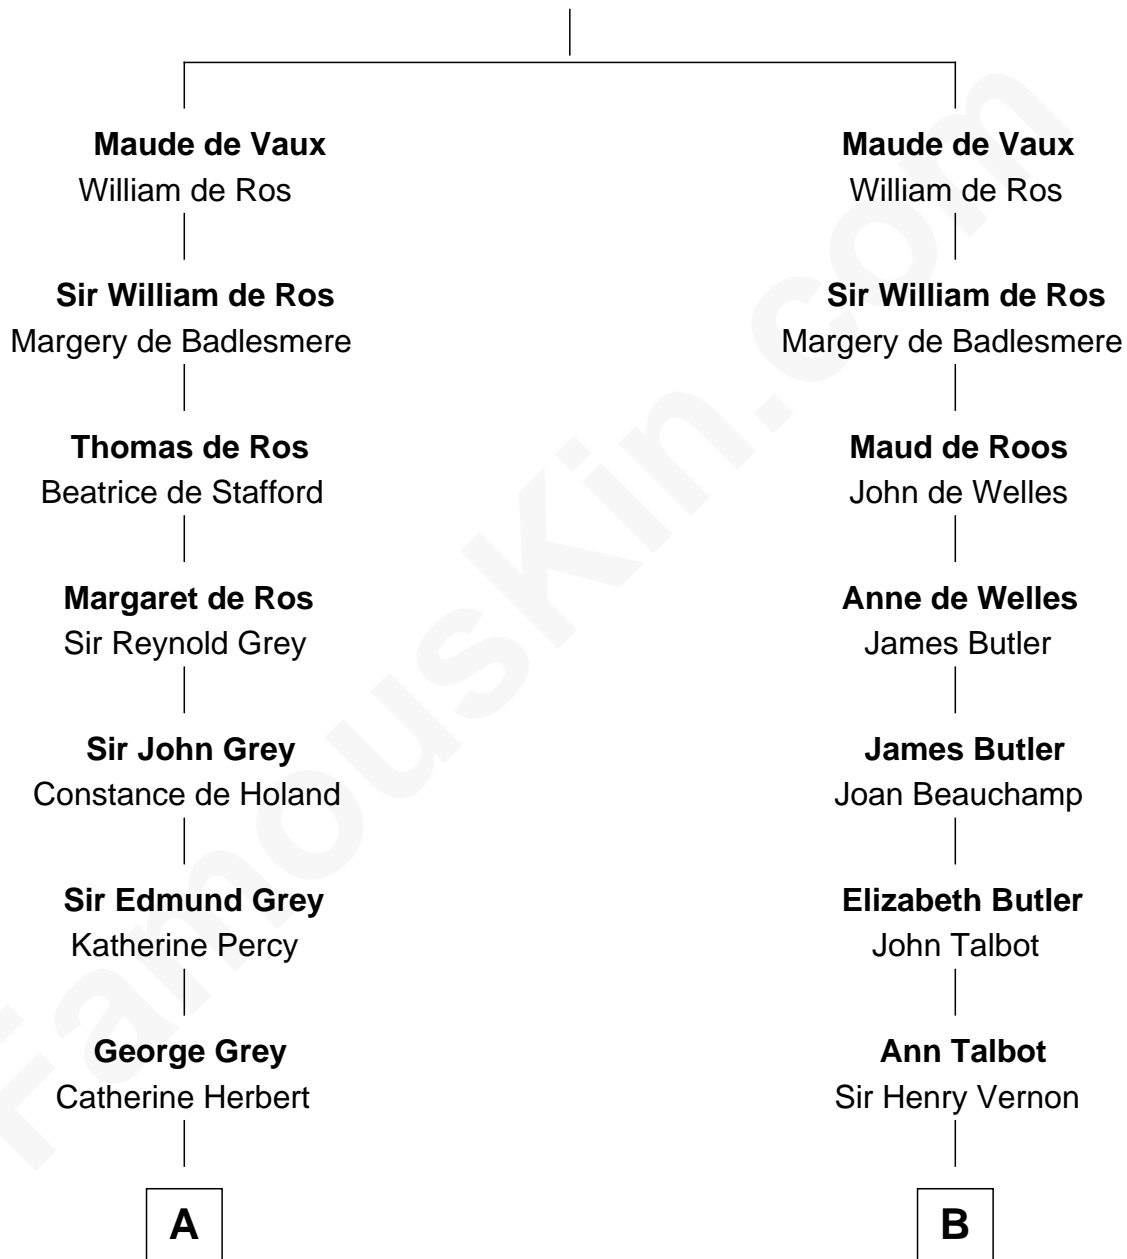 Maude de Vaux
William de Ros
Sir William de Ros
Margery de Badlesmere
Thomas de Ros
Beatrice de Stafford
Margaret de Ros
Sir Reynold Grey
Sir John Grey
Constance de Holand
Sir Edmund Grey
Katherine Percy
George Grey
Catherine Herbert
A
Maude de Vaux
William de Ros
Sir William de Ros
Margery de Badlesmere
Maud de Roos
John de Welles
Anne de Welles
James Butler
James Butler
Joan Beauchamp
Elizabeth Butler
John Talbot
Ann Talbot
Sir Henry Vernon
B
FamousKin.com